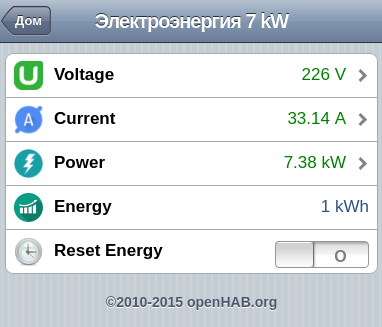 Дом
Электроэнергия 7 kW
U Voltage 226 V
A Current 33.14 A
Power 7.38 kW
Energy 1 kWh
Reset Energy O
©2010-2015 openHAB.org